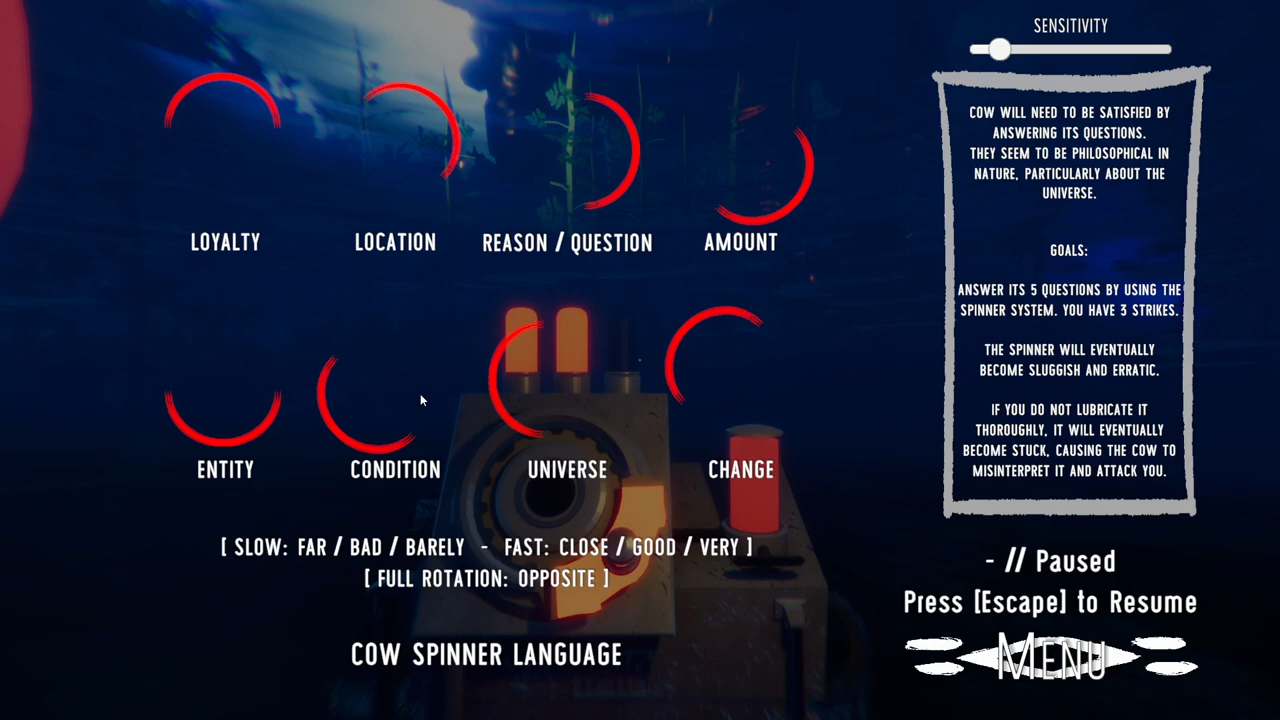 SENSITIVITY
LOYALTY
LOCATION
REASON / QUESTION
AMOUNT
ENTITY
CONDITION
UNIVERSE
CHANGE
[ SLOW: FAR / BAD / BARELY - FAST: CLOSE / GOOD / VERY ]
[ FULL ROTATION: OPPOSITE ]
COW SPINNER LANGUAGE
COW WILL NEED TO BE SATISFIED BY
ANSWERING ITS QUESTIONS.
THEY SEEM TO BE PHILOSOPHICAL IN
NATURE, PARTICULARLY ABOUT THE
UNIVERSE.
GOALS:
ANSWER ITS 5 QUESTIONS BY USING THE
SPINNER SYSTEM. YOU HAVE 3 STRIKES.
THE SPINNER WILL EVENTUALLY
BECOME SLUGGISH AND ERRATIC.
IF YOU DO NOT LUBRICATE IT
THOROUGHLY, IT WILL EVENTUALLY
BECOME STUCK, CAUSING THE COW TO
MISINTERPRET IT AND ATTACK YOU.
- // Paused
Press [Escape] to Resume
MENU